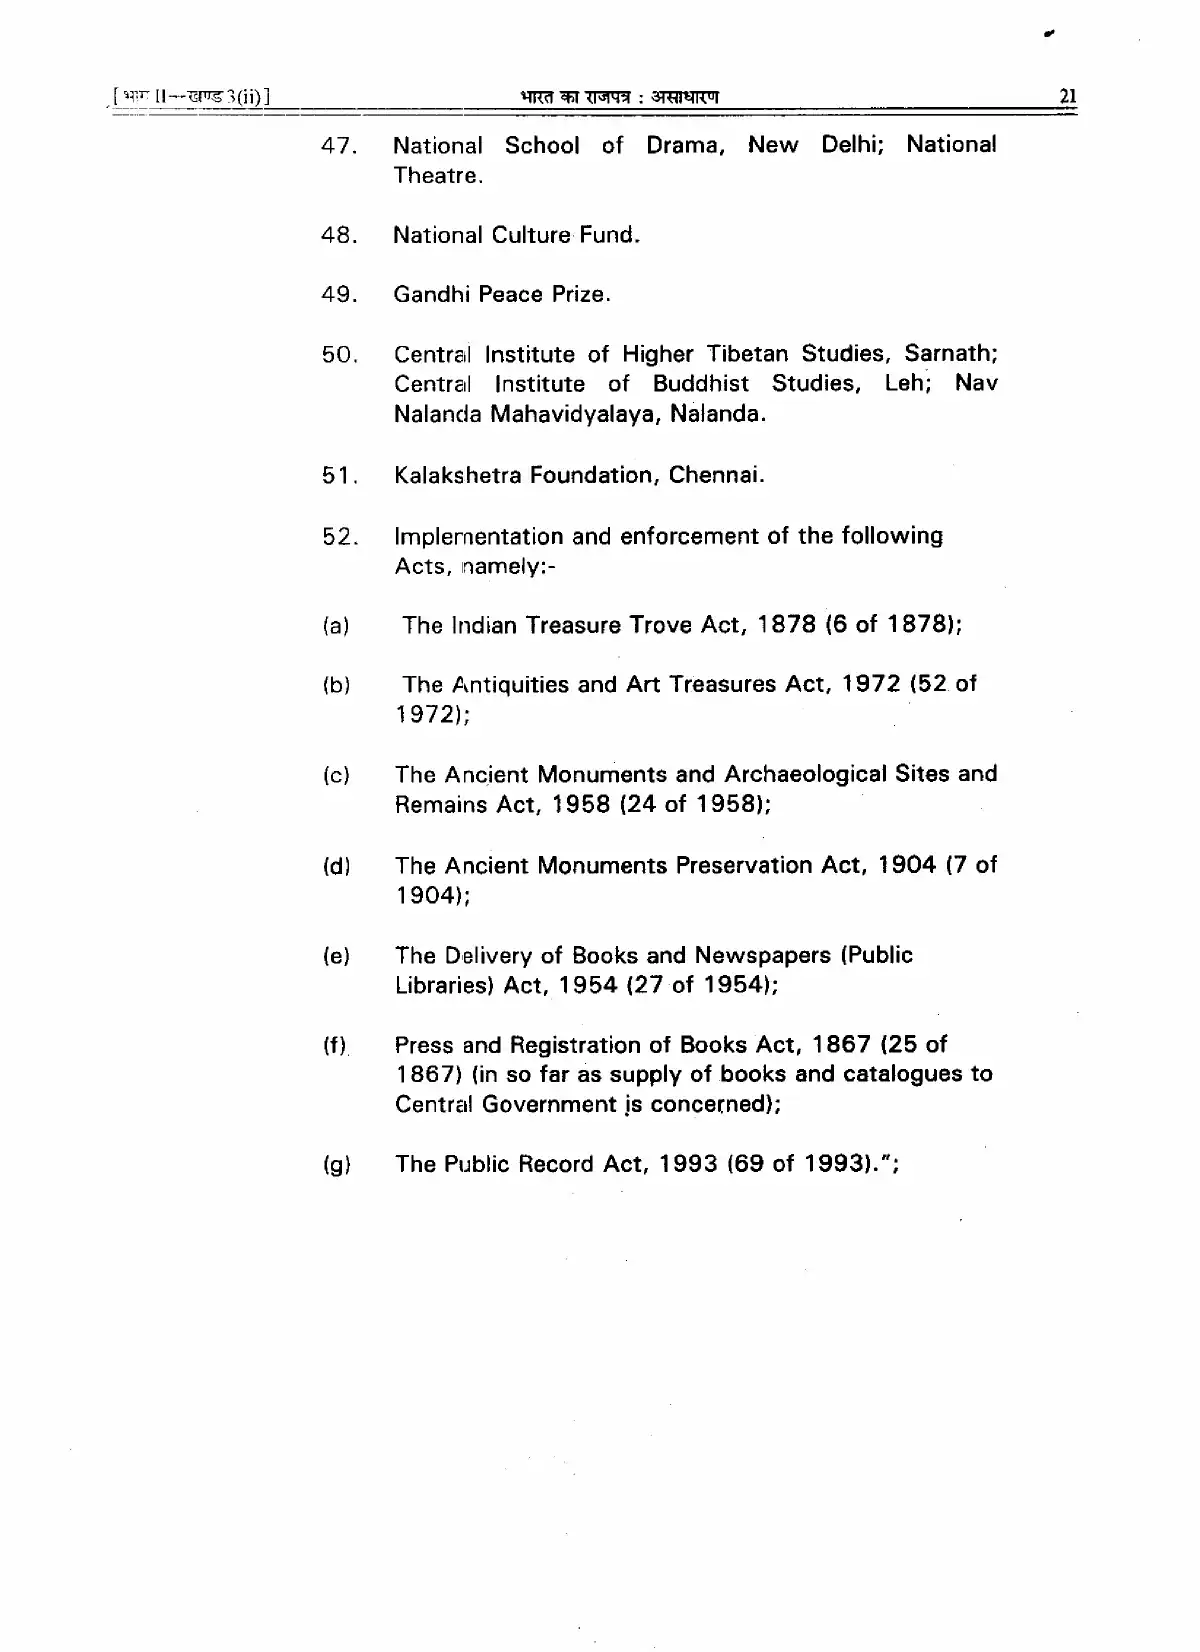 [ भाग II—खण्ड 3(ii) ] भारत का राजपत्र : असाधारण 21
47. National School of Drama, New Delhi; National
Theatre.
48. National Culture Fund.
49. Gandhi Peace Prize.
50. Central Institute of Higher Tibetan Studies, Sarnath;
Central Institute of Buddhist Studies, Leh; Nav
Nalanda Mahavidyalaya, Nalanda.
51. Kalakshetra Foundation, Chennai.
52. Implementation and enforcement of the following
Acts, namely:-
(a) The Indian Treasure Trove Act, 1878 (6 of 1878);
(b) The Antiquities and Art Treasures Act, 1972 (52 of
1972);
(c) The Ancient Monuments and Archaeological Sites and
Remains Act, 1958 (24 of 1958);
(d) The Ancient Monuments Preservation Act, 1904 (7 of
1904);
(e) The Delivery of Books and Newspapers (Public
Libraries) Act, 1954 (27 of 1954);
(f) Press and Registration of Books Act, 1867 (25 of
1867) (in so far as supply of books and catalogues to
Central Government is concerned);
(g) The Public Record Act, 1993 (69 of 1993).";